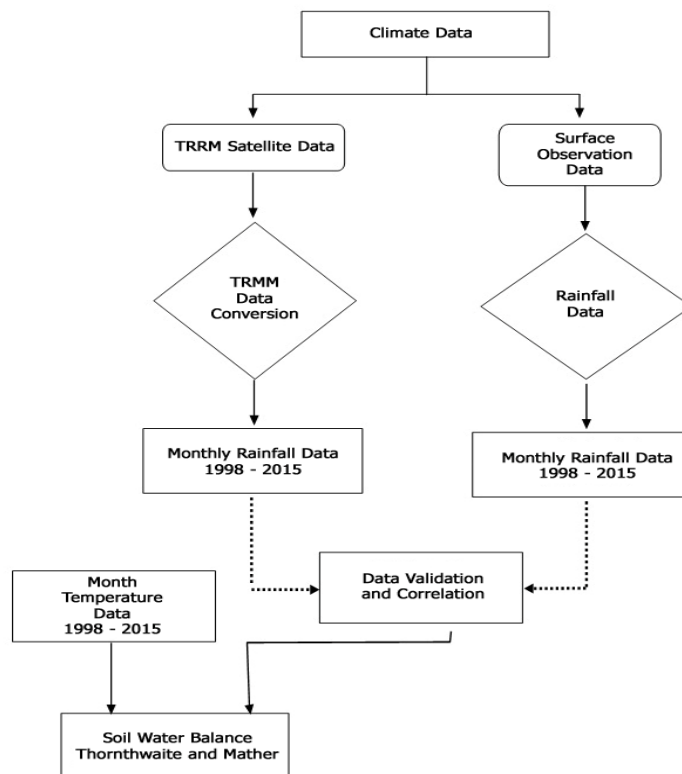 Climate Data
TRRM Satellite Data
Surface
Observation
Data
TRMM
Data
Conversion
Rainfall
Data
Monthly Rainfall Data
1998 - 2015
Monthly Rainfall Data
1998 - 2015
Data Validation
and Correlation
Month
Temperature
Data
1998 - 2015
Soil Water Balance
Thornthwaite and Mather